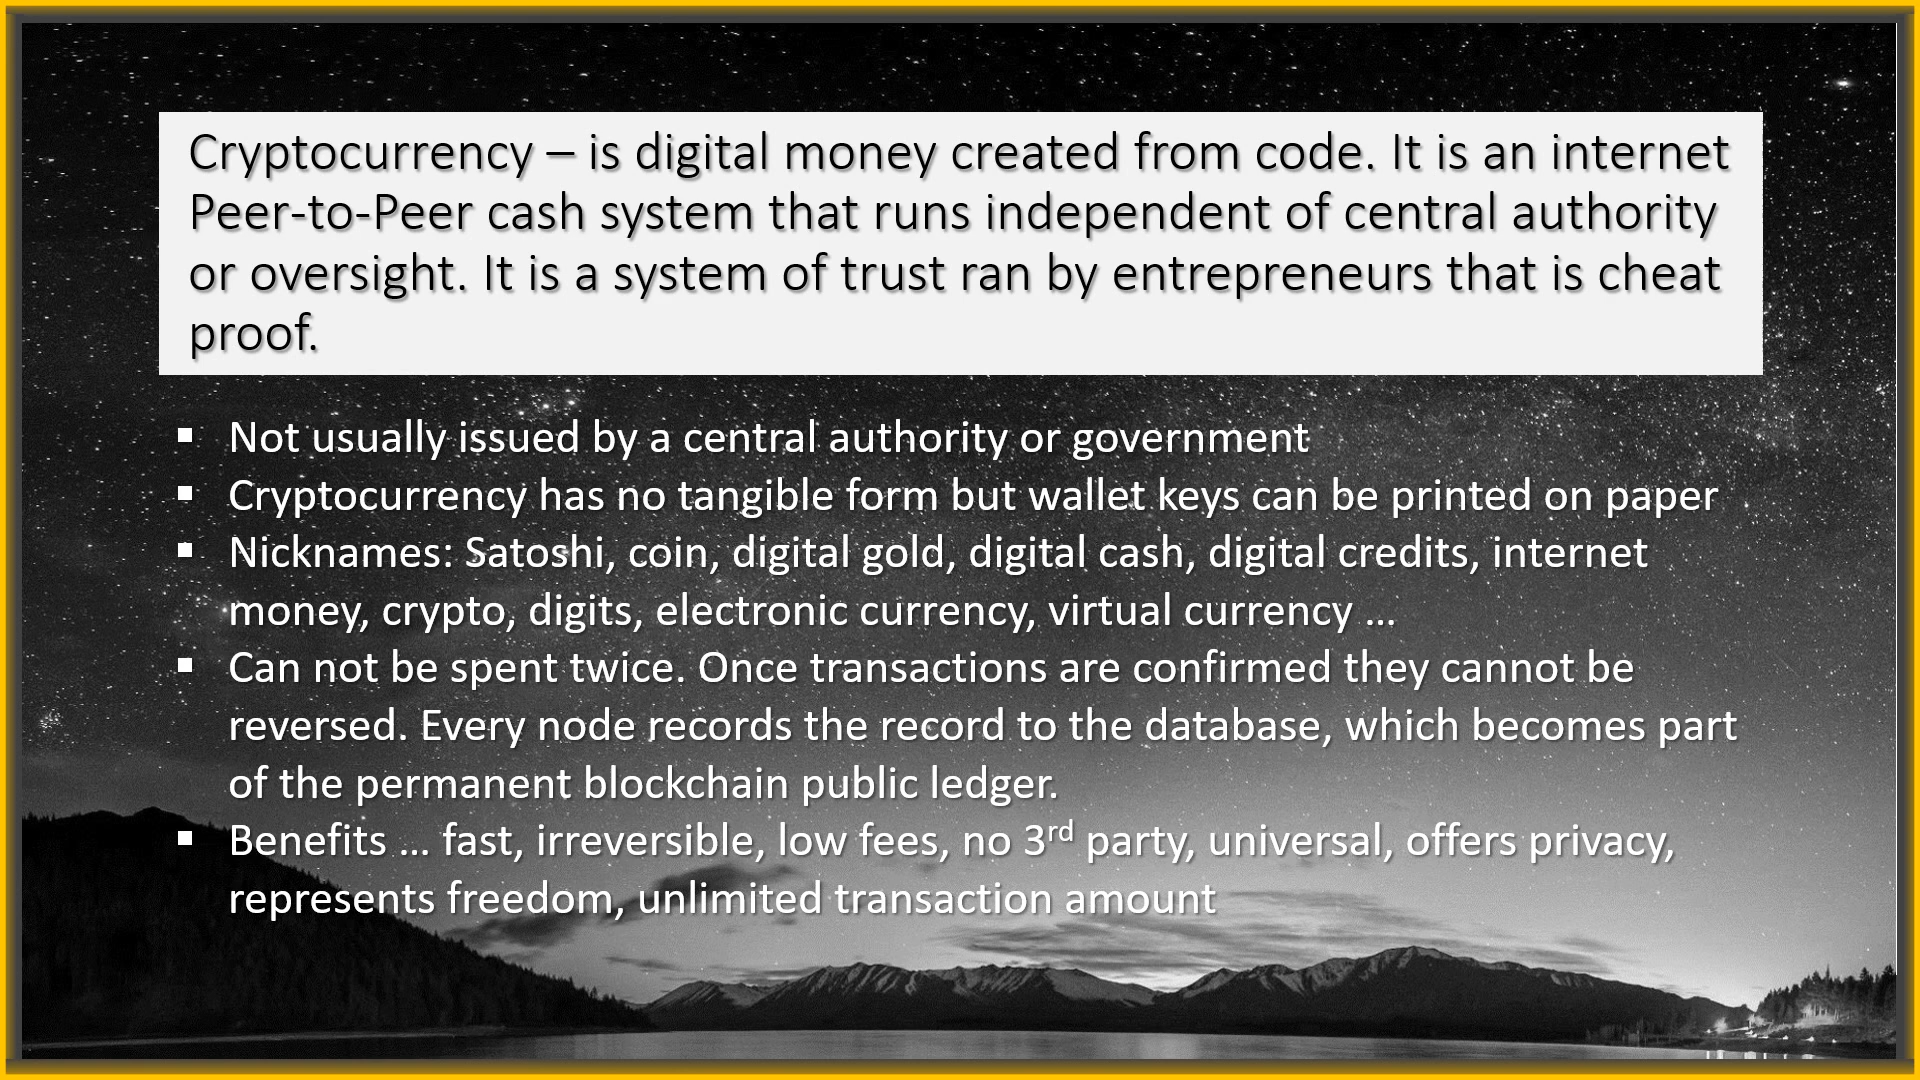 Cryptocurrency – is digital money created from code. It is an internet
Peer-to-Peer cash system that runs independent of central authority
or oversight. It is a system of trust ran by entrepreneurs that is cheat
proof.
▪ Not usually issued by a central authority or government
▪ Cryptocurrency has no tangible form but wallet keys can be printed on paper
▪ Nicknames: Satoshi, coin, digital gold, digital cash, digital credits, internet
money, crypto, digits, electronic currency, virtual currency …
▪ Can not be spent twice. Once transactions are confirmed they cannot be
reversed. Every node records the record to the database, which becomes part
of the permanent blockchain public ledger.
▪ Benefits … fast, irreversible, low fees, no 3rd party, universal, offers privacy,
represents freedom, unlimited transaction amount